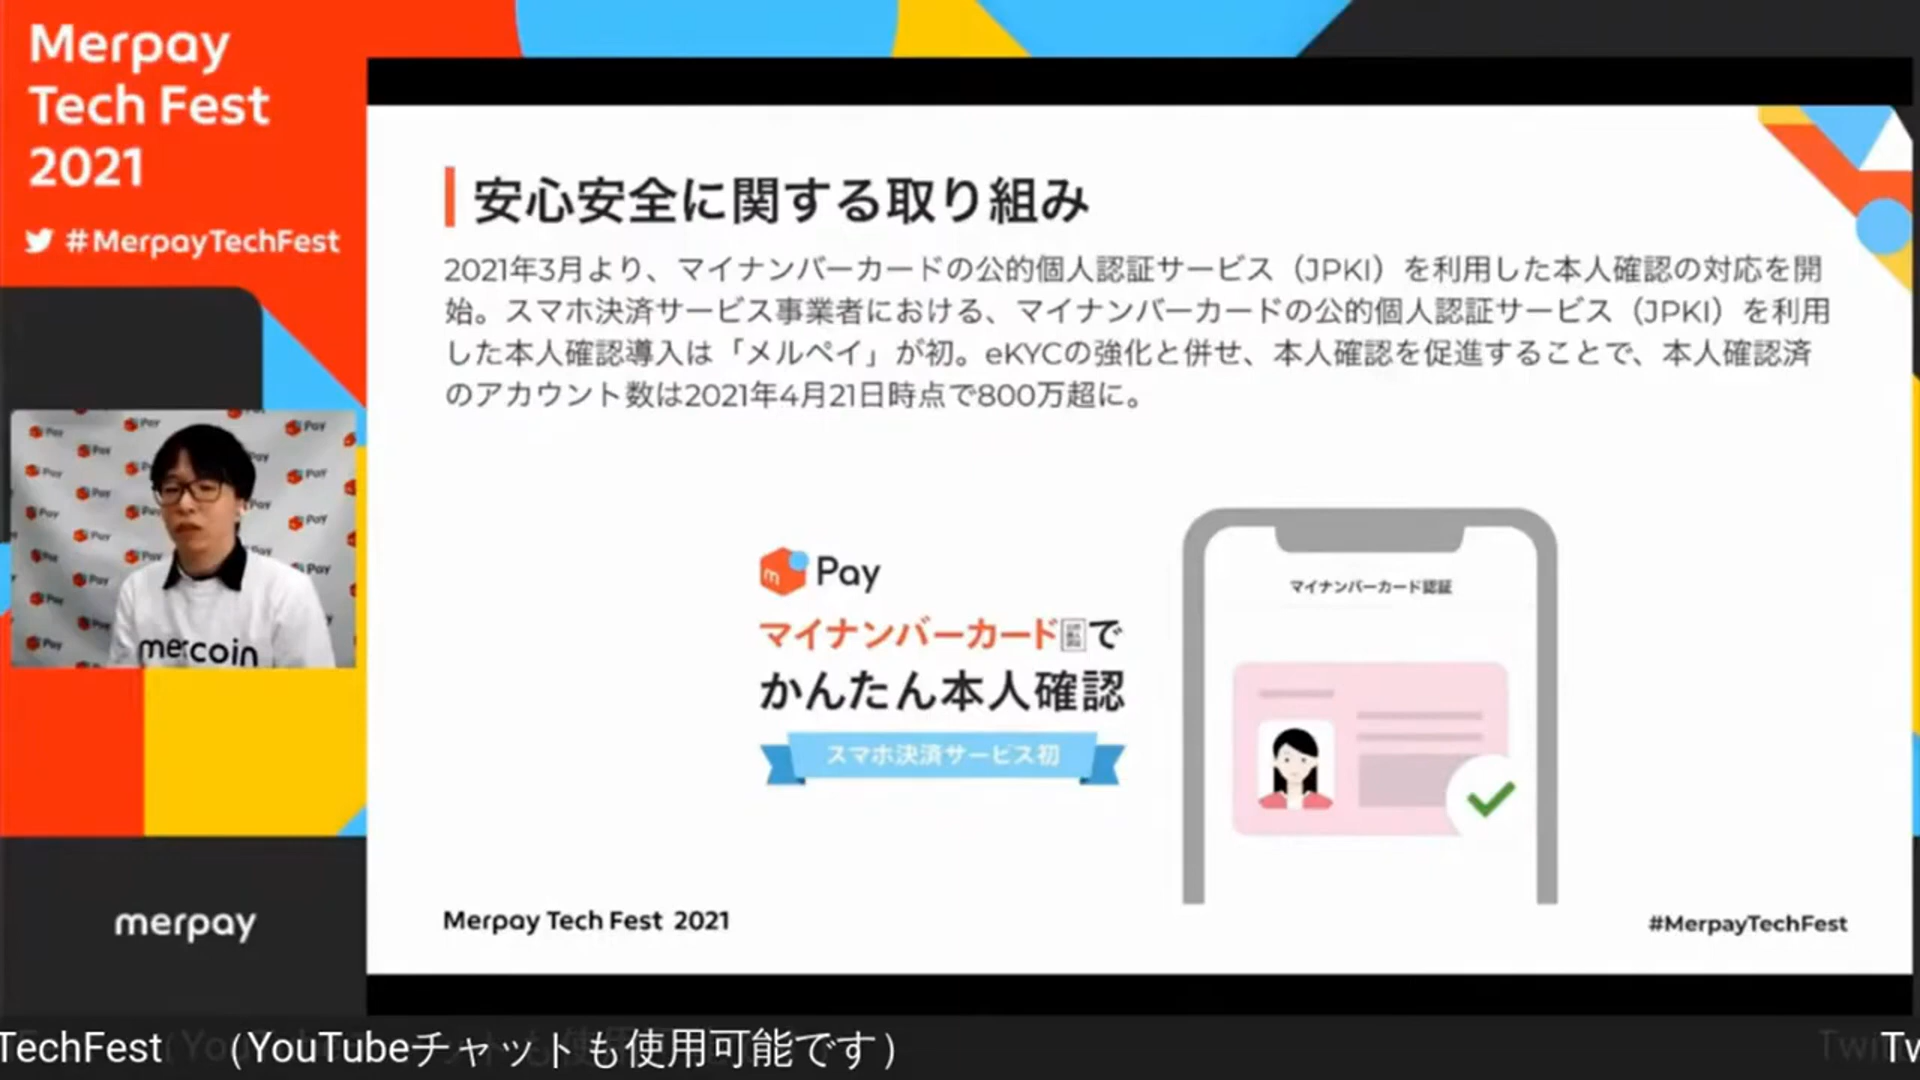 Merpay
Tech Fest
2021
#MerpayTechFest
安心安全に関する取り組み
2021年3月より、マイナンバーカードの公的個人認証サービス（JPKI）を利用した本人確認の対応を開
始。スマホ決済サービス事業者における、マイナンバーカードの公的個人認証サービス（JPKI）を利用
した本人確認導入は「メルペイ」が初。eKYCの強化と併せ、本人確認を促進することで、本人確認済
のアカウント数は2021年4月21日時点で800万超に。
m Pay
マイナンバーカードで
かんたん本人確認
スマホ決済サービス初
マイナンバーカード認証
mercoin
merpay
Merpay Tech Fest 2021
#MerpayTechFest
TechFest （YouTubeチャットも使用可能です） Tw